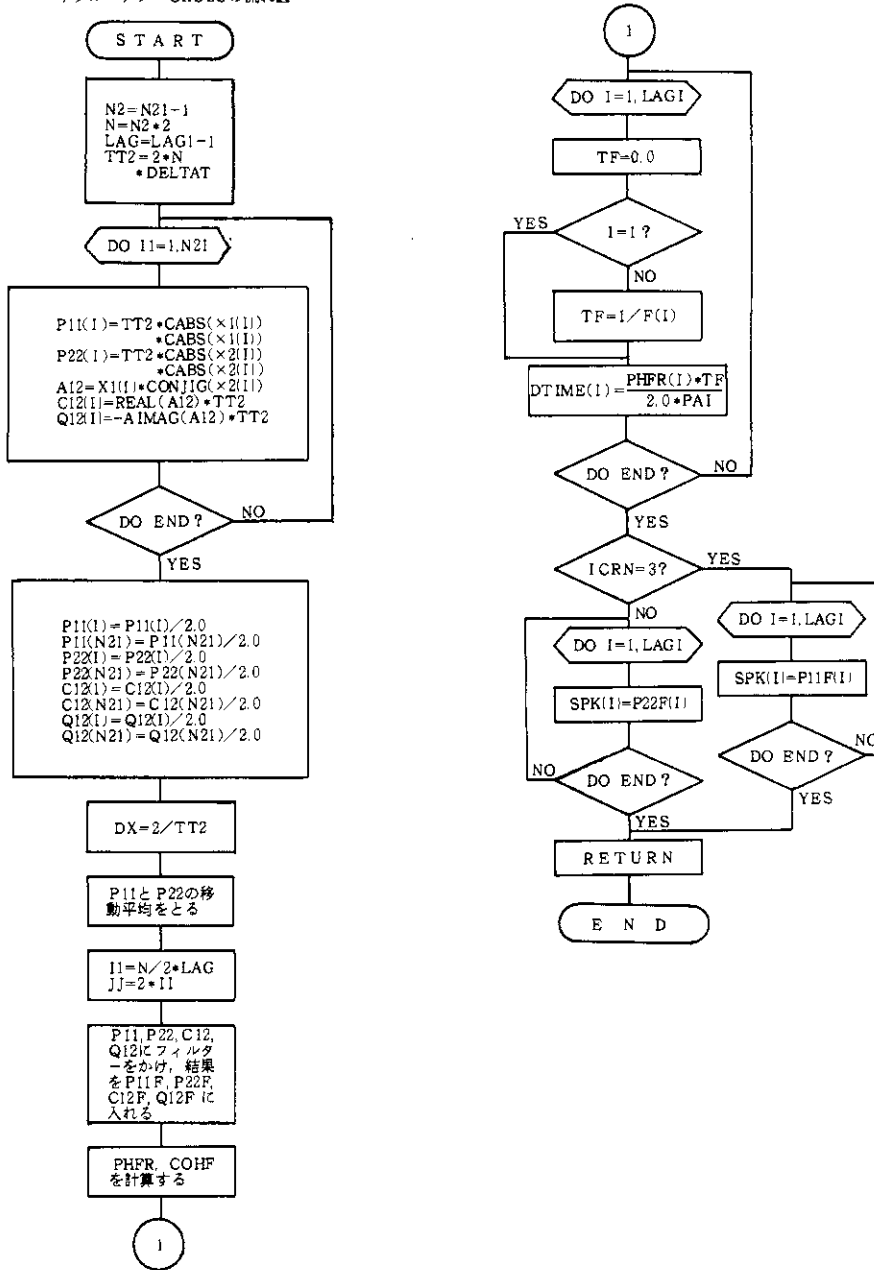 START
N2=N21-1
N=N2*2
LAG=LAG1-1
TT2=2*N
*DELTAT
DO I1=1,N21
P11(I)=TT2*CABS(×1(I))
*CABS(×1(I))
P22(I)=TT2*CABS(×2(I))
*CABS(×2(I))
A12=X1(I)*CONJIG(×2(I))
C12(I)=REAL(A12)*TT2
Q12(I)=-AIMAG(A12)*TT2
DO END?
NO
YES
P11(I)=P11(I)/2.0
P11(N21)=P11(N21)/2.0
P22(I)=P22(I)/2.0
P22(N21)=P22(N21)/2.0
C12(1)=C12(I)/2.0
C12(N21)=C12(N21)/2.0
Q12(I)=Q12(I)/2.0
Q12(N21)=Q12(N21)/2.0
DX=2/TT2
P11とP22の移
動平均をとる
I1=N/2*LAG
JJ=2*II
P11,P22,C12,
Q12にフィルタ
ーをかけ,結果
をP11F,P22F,
C12F,Q12Fに
入れる
PHFR, COHF
を計算する
1
1
DO I=1,LAG1
TF=0.0
YES
I=1?
NO
TF=1/F(I)
DTIME(I)=PHFR(I)*TF
2.0*PAI
DO END?
NO
YES
ICRN=3?
YES
NO
DO I=1,LAG1
SPK(I)=P22F(I)
NO
DO END?
YES
DO I=1,LAG1
SPK(I)=P11F(I)
DO END?
NO
YES
RETURN
END